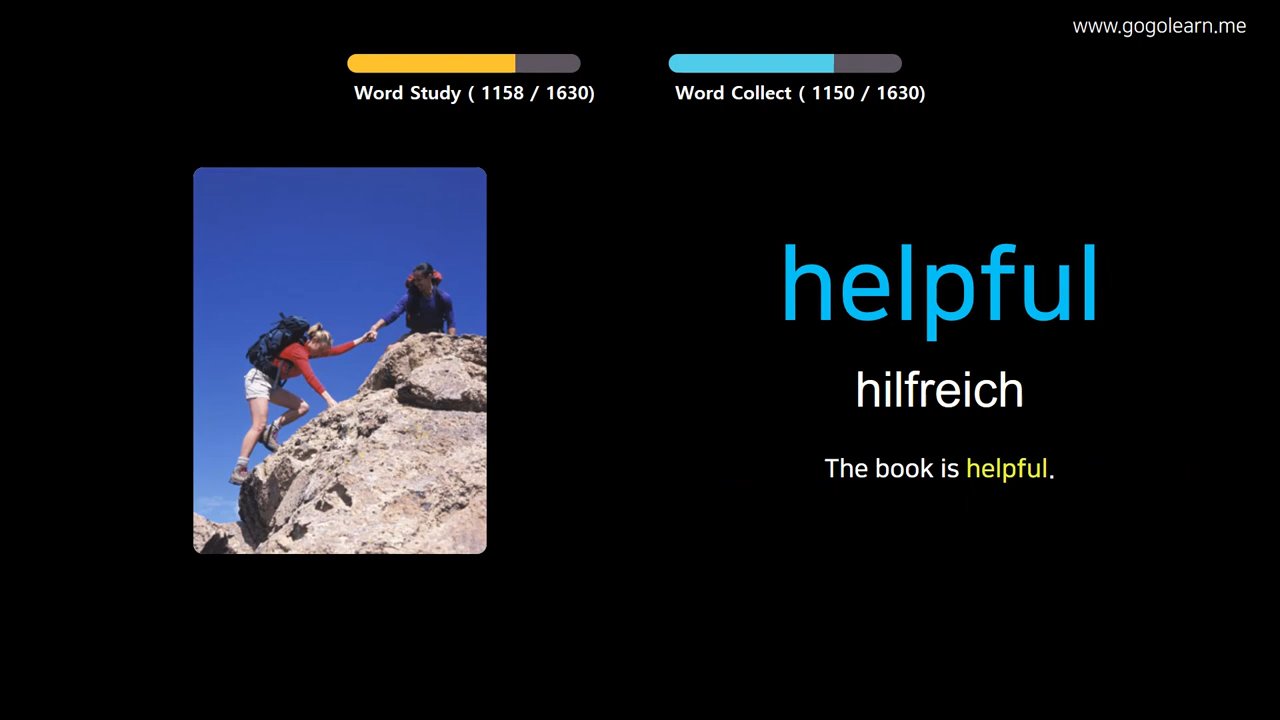 www.gogolearn.me
Word Study ( 1158 / 1630)
Word Collect ( 1150 / 1630)
helpful
hilfreich
The book is helpful.